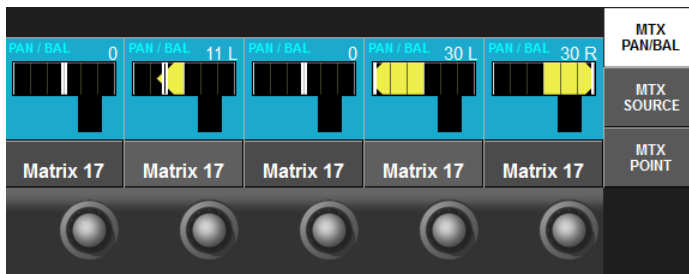 PAN / BAL 0 PAN / BAL 11 L PAN / BAL 0 PAN / BAL 30 L PAN / BAL 30 R
Matrix 17 Matrix 17 Matrix 17 Matrix 17 Matrix 17
MTX
PAN/BAL
MTX
SOURCE
MTX
POINT